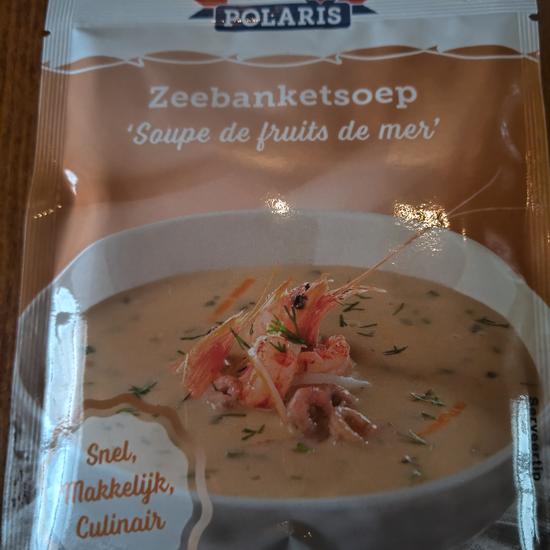 POLARIS
Zeebanketsoep
'Soupe de fruits de mer'
Snel,
Makkelijk,
Culinair
Serveertip